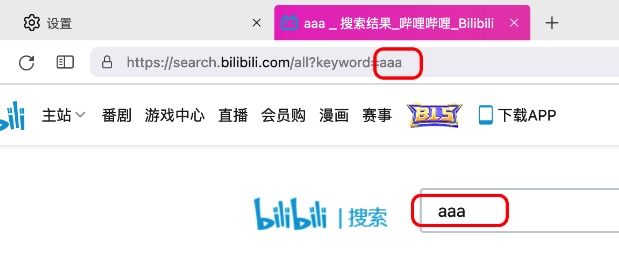 设置
aaa _ 搜索结果_哔哩哔哩_Bilibili
https://search.bilibili.com/all?keyword=aaa
bili 主站 番剧 游戏中心 直播 会员购 漫画 赛事 BLS 下载APP
bilibili | 搜索 aaa